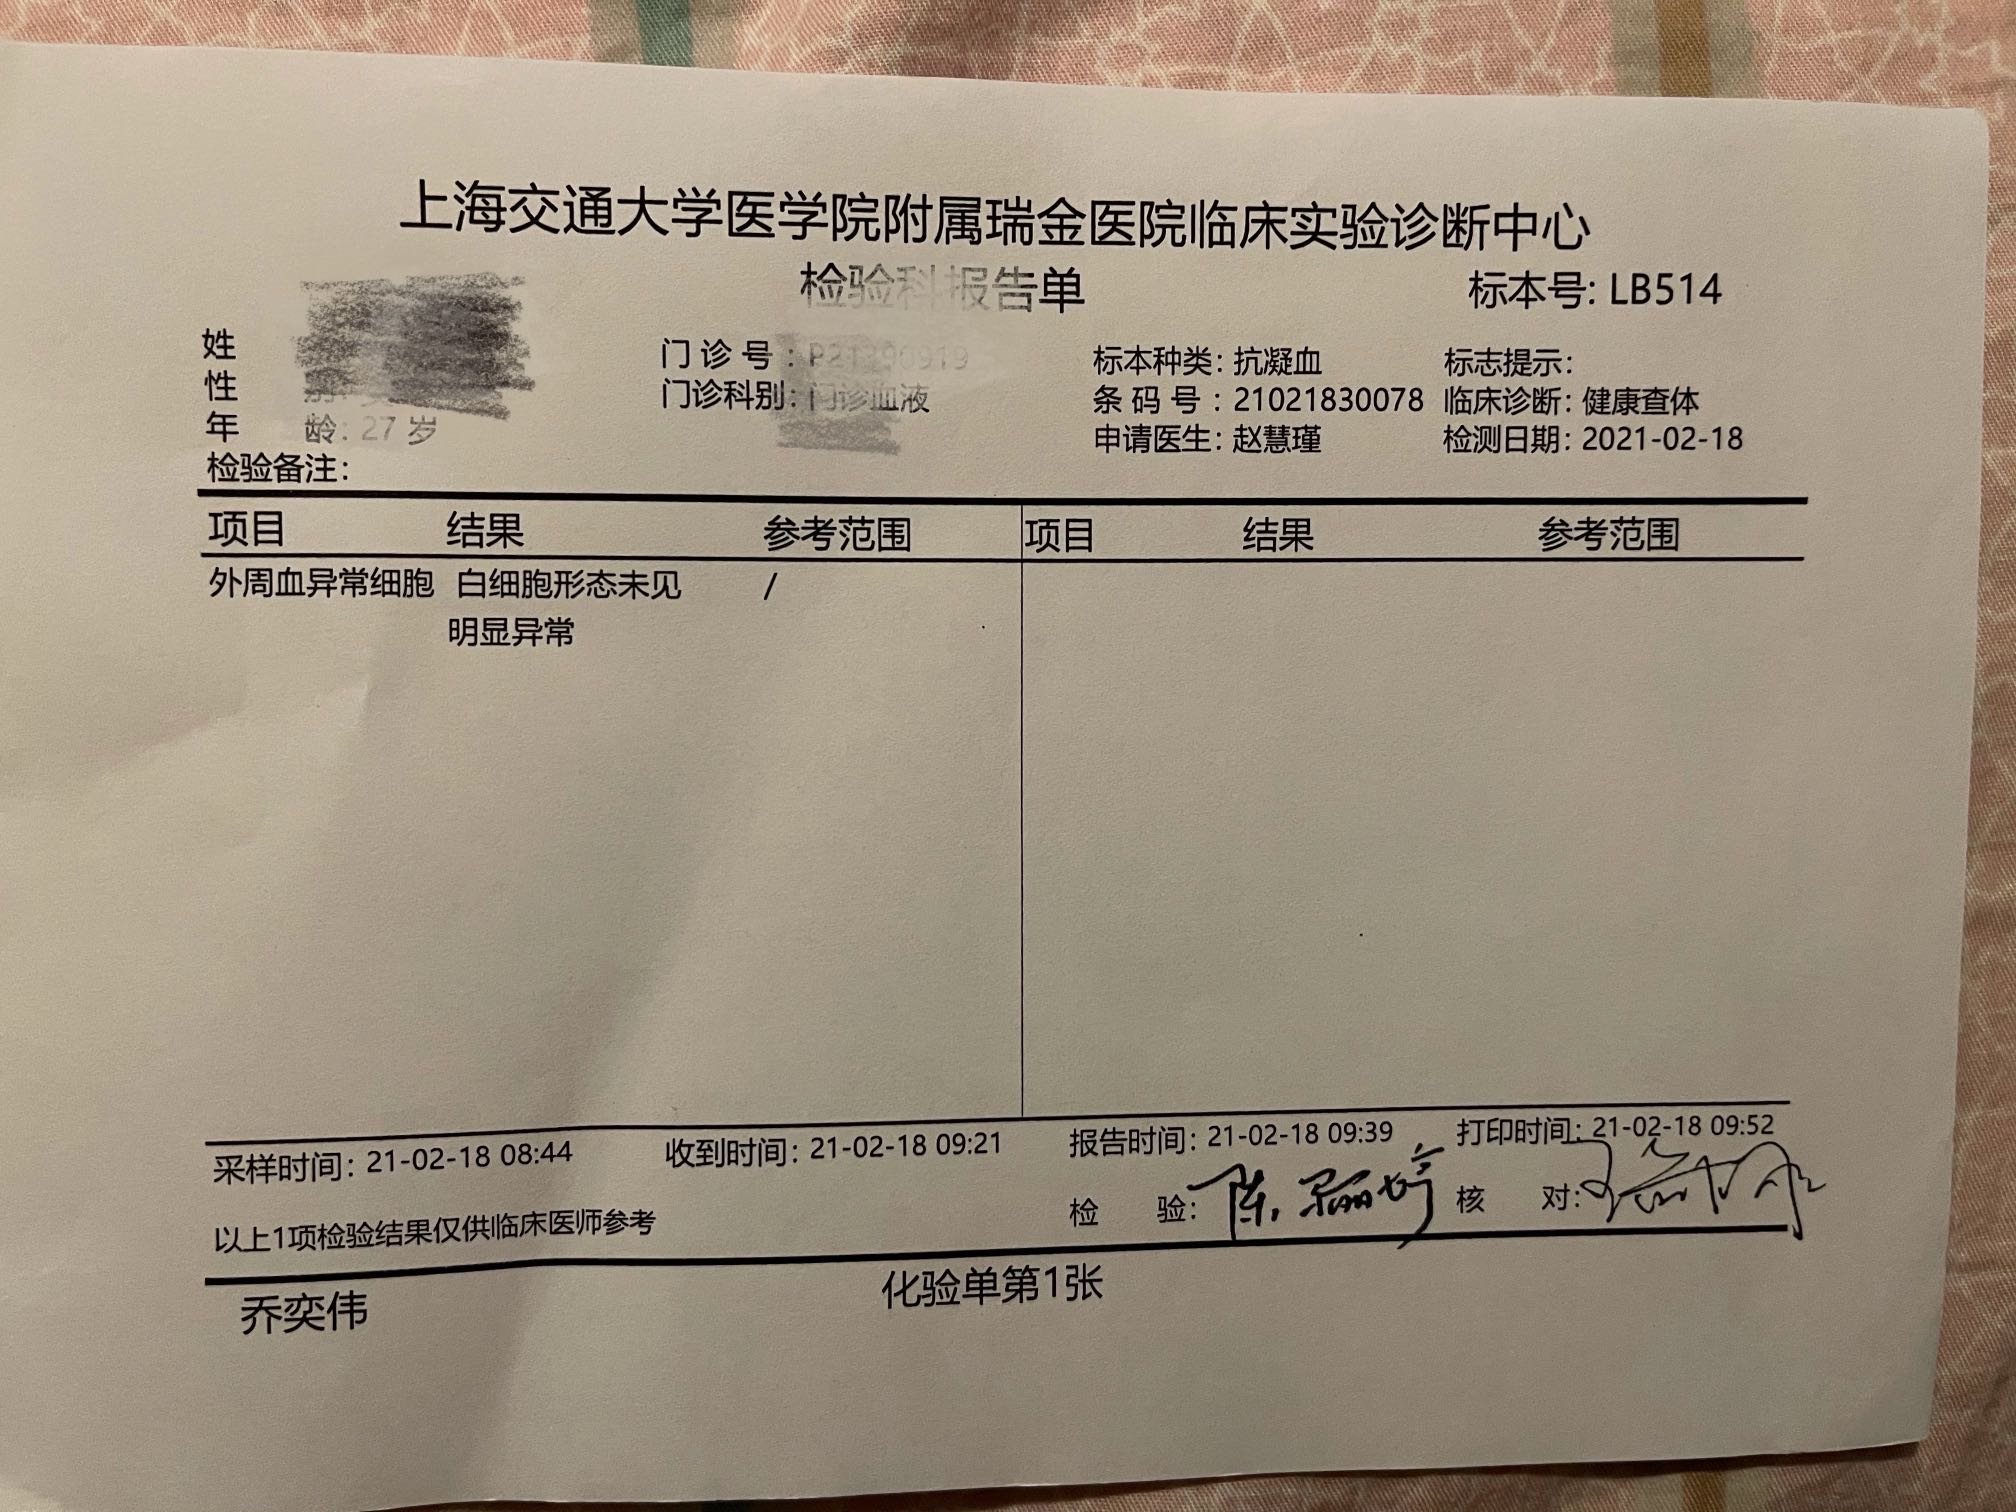 上海交通大学医学院附属瑞金医院临床实验诊断中心
检验科报告单 标本号: LB514
姓
门 诊 号 : P21390919 标本种类: 抗凝血 标志提示:
性 别: 门诊科别: 门诊血液 条 码 号 : 21021830078 临床诊断: 健康查体
年 龄: 27 岁 申请医生: 赵慧瑾 检测日期: 2021-02-18
检验备注:
项目 结果 参考范围 项目 结果 参考范围
外周血异常细胞 白细胞形态未见 /
明显异常
采样时间: 21-02-18 08:44 收到时间: 21-02-18 09:21 报告时间: 21-02-18 09:39 打印时间: 21-02-18 09:52
以上1项检验结果仅供临床医师参考 检 验: 陈 婷 核 对:
乔奕伟 化验单第1张